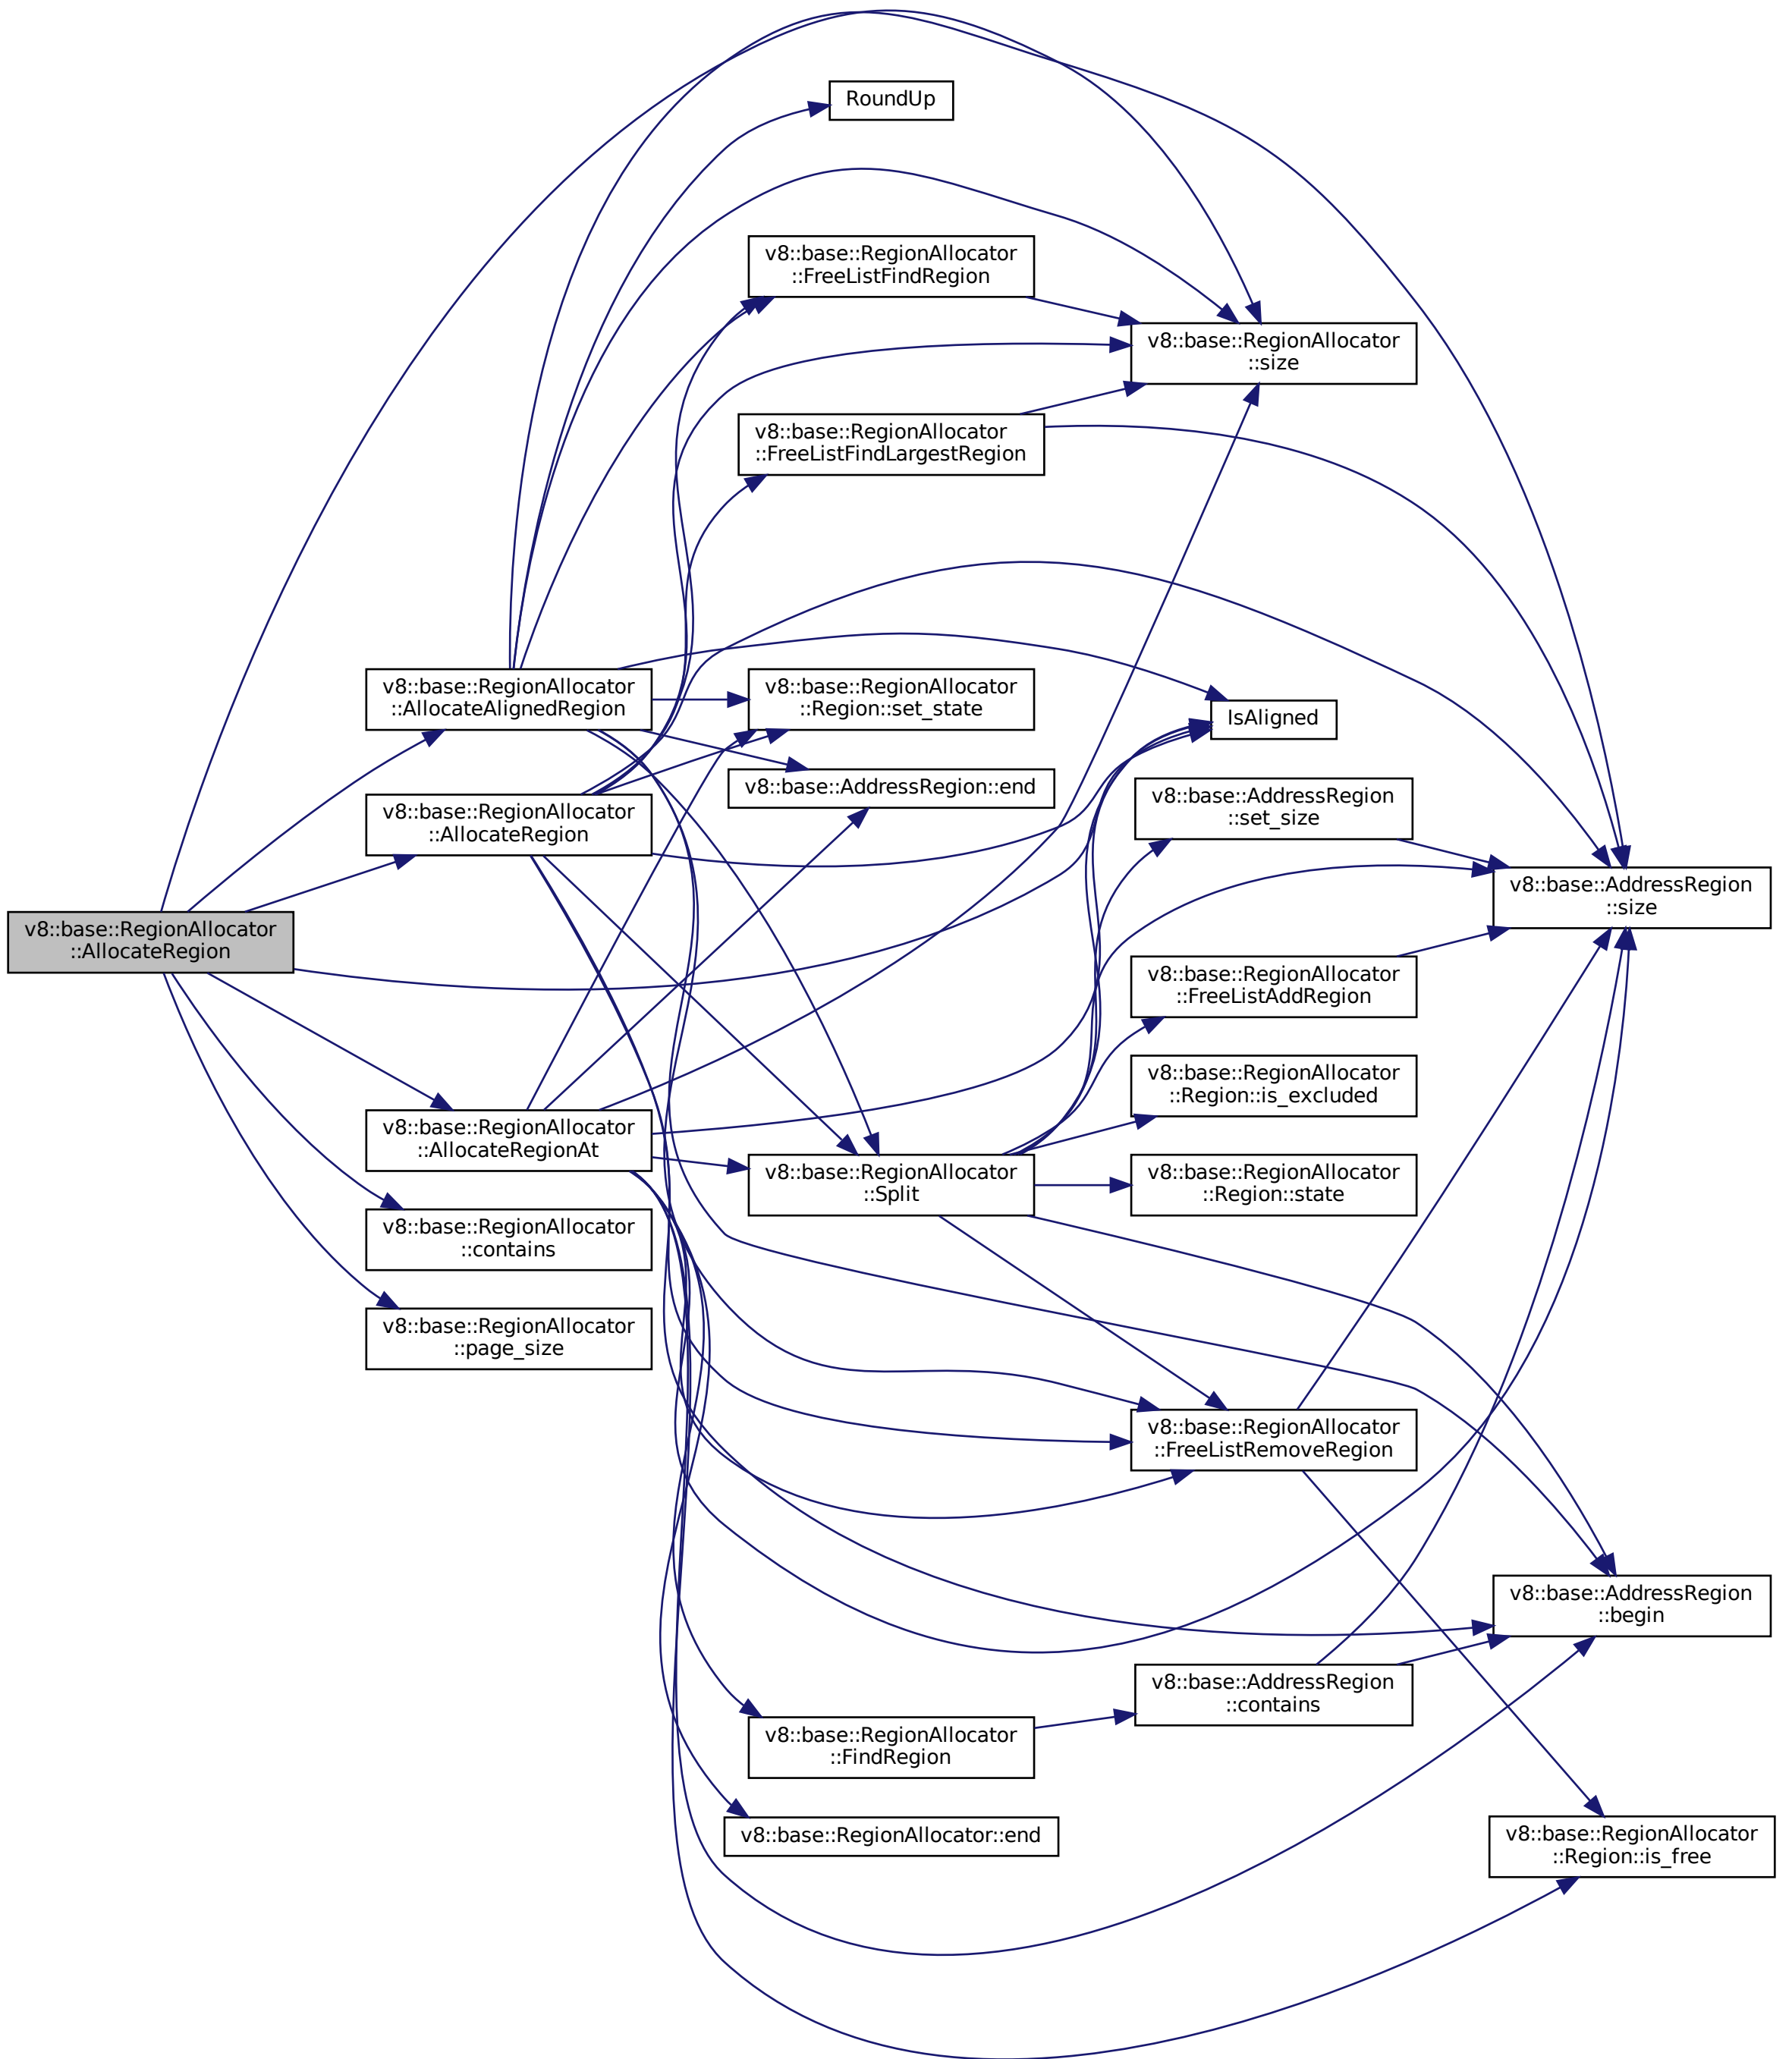 RoundUp
v8::base::RegionAllocator
::FreeListFindRegion
v8::base::RegionAllocator
::size
v8::base::RegionAllocator
::FreeListFindLargestRegion
v8::base::RegionAllocator
::AllocateAlignedRegion
v8::base::RegionAllocator
::Region::set_state
IsAligned
v8::base::AddressRegion::end
v8::base::RegionAllocator
::AllocateRegion
v8::base::AddressRegion
::set_size
v8::base::AddressRegion
::size
v8::base::RegionAllocator
::AllocateRegion
v8::base::RegionAllocator
::FreeListAddRegion
v8::base::RegionAllocator
::Region::is_excluded
v8::base::RegionAllocator
::AllocateRegionAt
v8::base::RegionAllocator
::Split
v8::base::RegionAllocator
::Region::state
v8::base::RegionAllocator
::contains
v8::base::RegionAllocator
::page_size
v8::base::RegionAllocator
::FreeListRemoveRegion
v8::base::AddressRegion
::begin
v8::base::AddressRegion
::contains
v8::base::RegionAllocator
::FindRegion
v8::base::RegionAllocator::end
v8::base::RegionAllocator
::Region::is_free